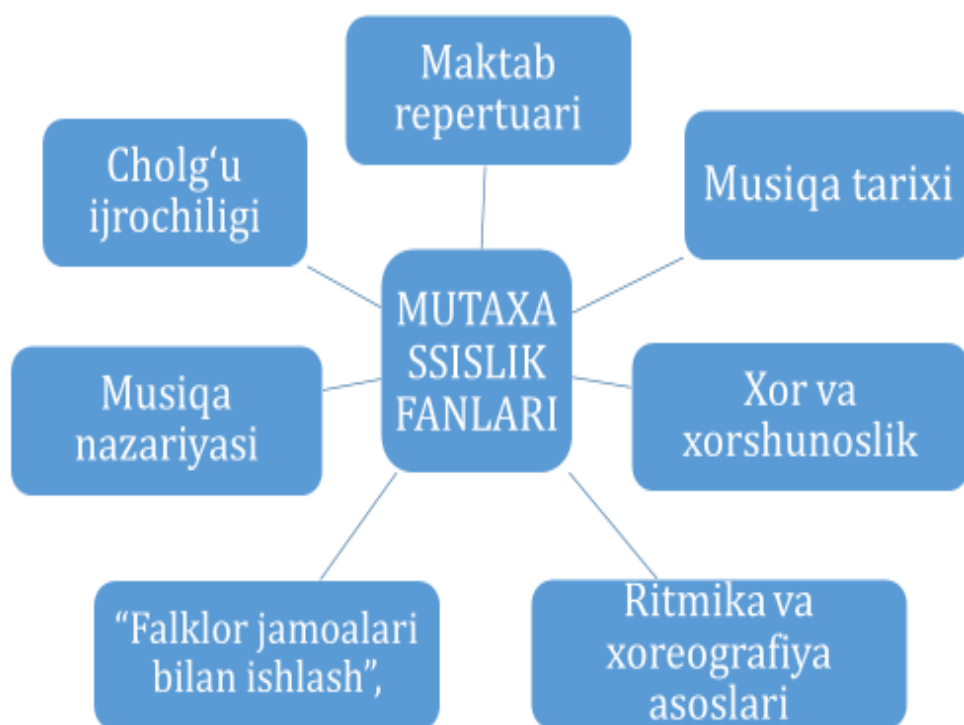 Maktab
repertuari
Cholg‘u
ijrochiligi
Musiqa tarixi
MUTAXA
SSISLIK
FANLARI
Musiqa
nazariyasi
Xor va
xorshunoslik
“Falklor jamoalari
bilan ishlash”,
Ritmika va
xoreografiya
asoslari